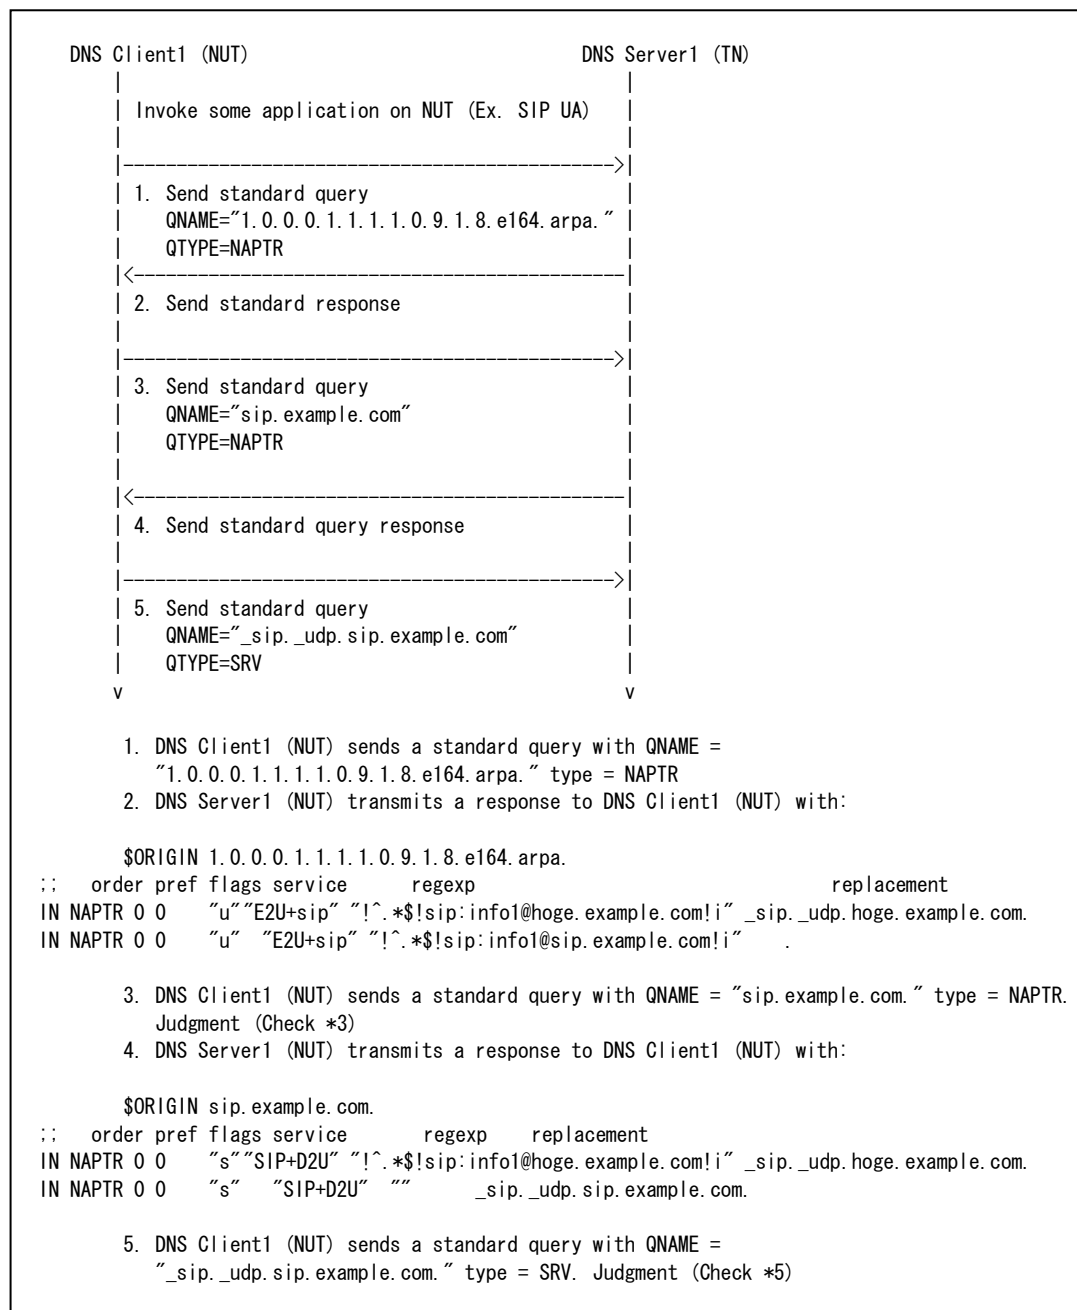 DNS Client1 (NUT)                               DNS Server1 (TN)
|                                                |
| Invoke some application on NUT (Ex. SIP UA)    |
|                                                |
|----------------------------------------------->|
| 1. Send standard query                         |
|    QNAME="1.0.0.0.1.1.1.1.0.9.1.8.e164.arpa." |
|    QTYPE=NAPTR                                 |
|<-----------------------------------------------|
| 2. Send standard response                      |
|                                                |
|----------------------------------------------->|
| 3. Send standard query                         |
|    QNAME="sip.example.com"                     |
|    QTYPE=NAPTR                                 |
|                                                |
|<-----------------------------------------------|
| 4. Send standard query response                |
|                                                |
|----------------------------------------------->|
| 5. Send standard query                         |
|    QNAME="_sip._udp.sip.example.com"           |
|    QTYPE=SRV                                   |
v                                                v
1. DNS Client1 (NUT) sends a standard query with QNAME =
"1.0.0.0.1.1.1.1.0.9.1.8.e164.arpa." type = NAPTR
2. DNS Server1 (NUT) transmits a response to DNS Client1 (NUT) with:
$ORIGIN 1.0.0.0.1.1.1.1.0.9.1.8.e164.arpa.
;;   order pref flags service      regexp                                  replacement
IN NAPTR 0 0    "u""E2U+sip" "!^.*$!sip:info1@hoge.example.com!i" _sip._udp.hoge.example.com.
IN NAPTR 0 0    "u"  "E2U+sip" "!^.*$!sip:info1@sip.example.com!i"    .
3. DNS Client1 (NUT) sends a standard query with QNAME = "sip.example.com." type = NAPTR.
Judgment (Check *3)
4. DNS Server1 (NUT) transmits a response to DNS Client1 (NUT) with:
$ORIGIN sip.example.com.
;;   order pref flags service       regexp    replacement
IN NAPTR 0 0    "s""SIP+D2U" "!^.*$!sip:info1@hoge.example.com!i" _sip._udp.hoge.example.com.
IN NAPTR 0 0    "s"   "SIP+D2U"  ""      _sip._udp.sip.example.com.
5. DNS Client1 (NUT) sends a standard query with QNAME =
"_sip._udp.sip.example.com." type = SRV. Judgment (Check *5)